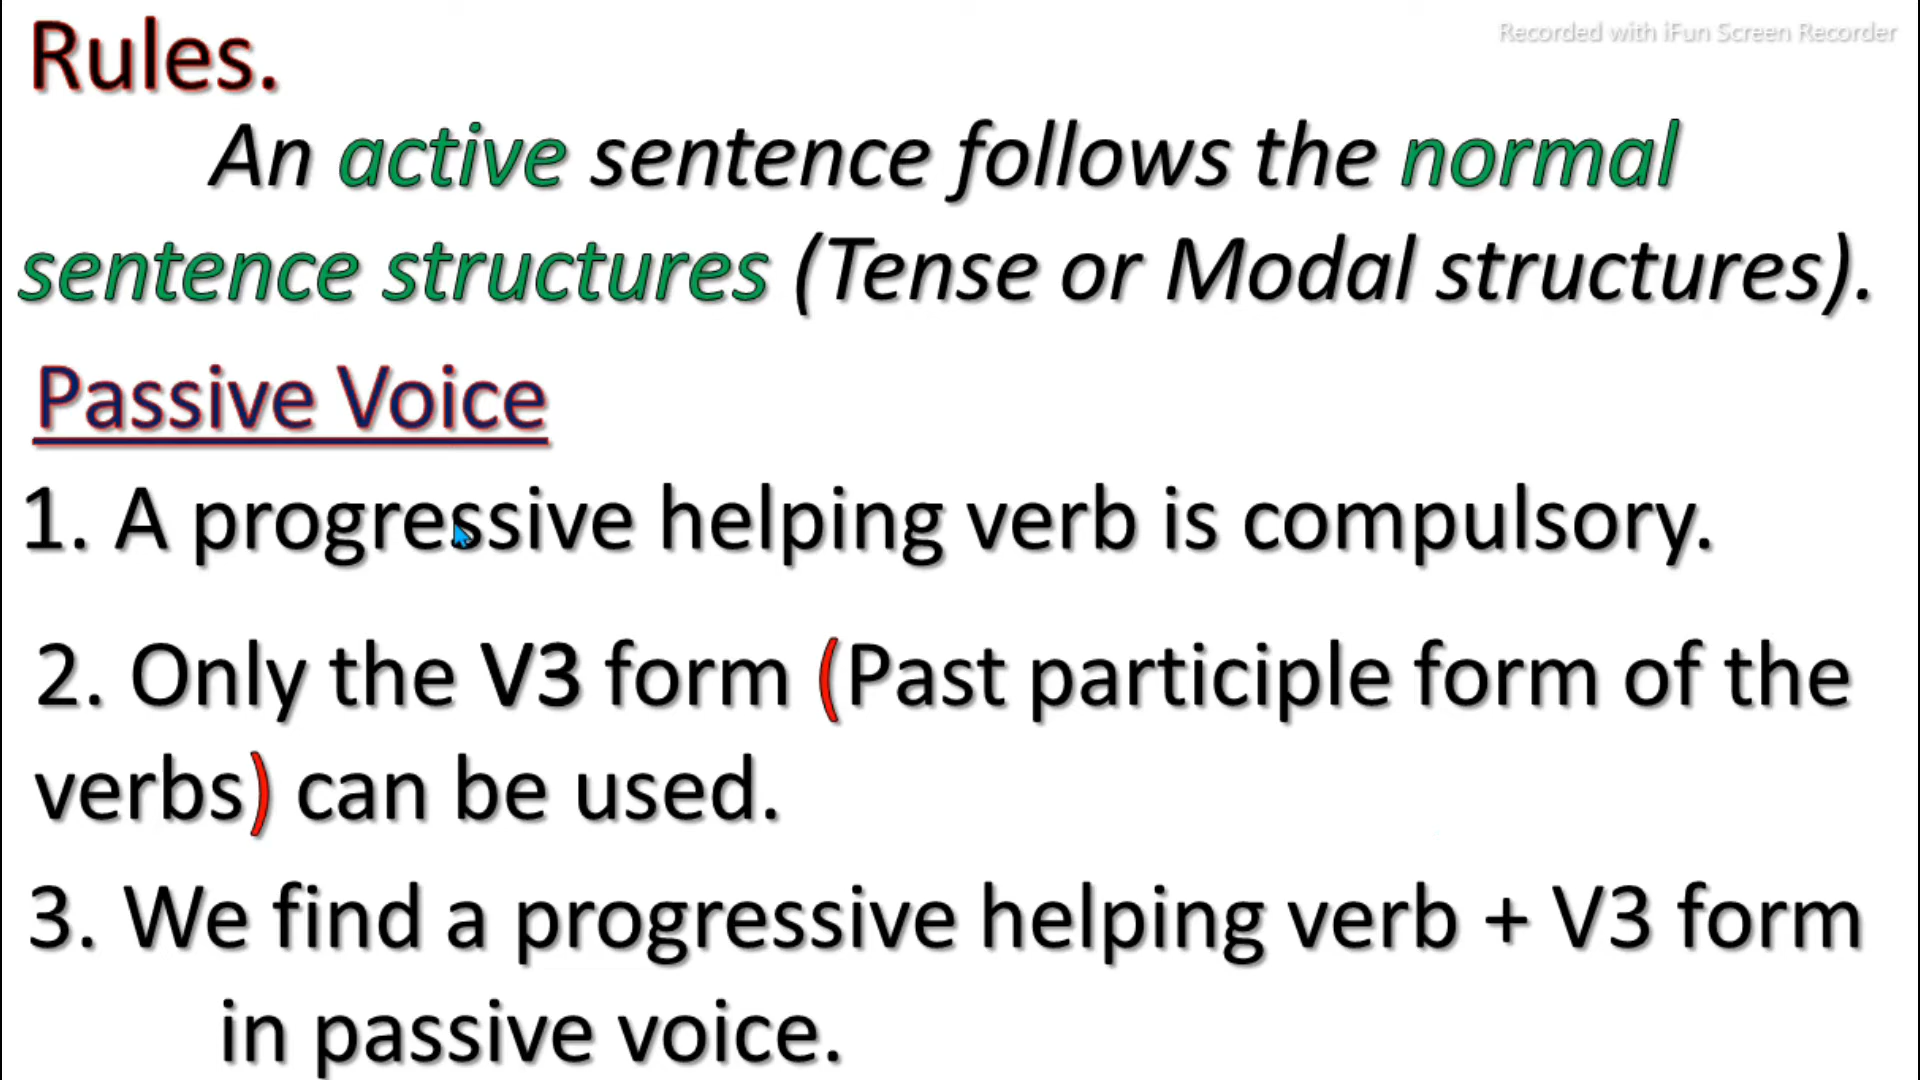 Recorded with iFun Screen Recorder
Rules.
An active sentence follows the normal
sentence structures (Tense or Modal structures).
Passive Voice
1. A progressive helping verb is compulsory.
2. Only the V3 form (Past participle form of the
verbs) can be used.
3. We find a progressive helping verb + V3 form
in passive voice.